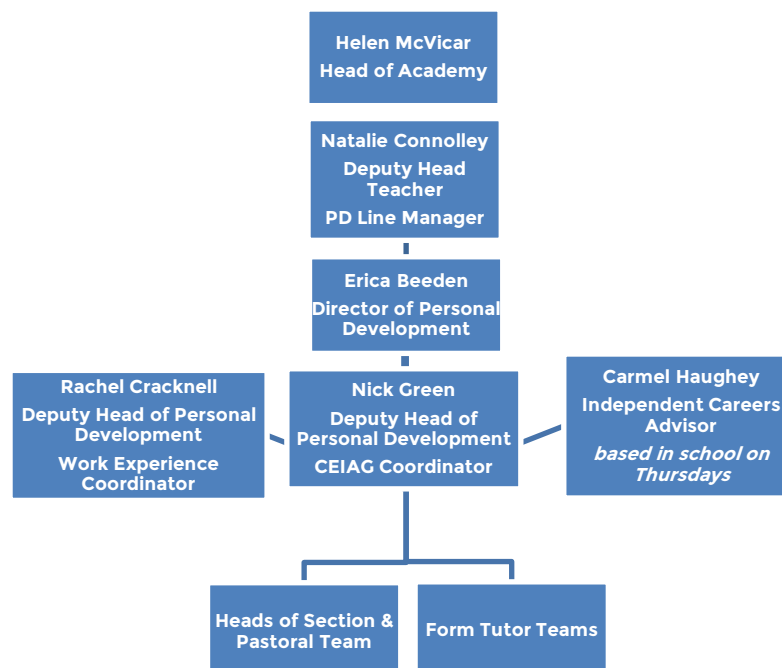 Helen McVicar
Head of Academy
Natalie Connolley
Deputy Head
Teacher
PD Line Manager
Erica Beeden
Director of Personal
Development
Rachel Cracknell
Deputy Head of Personal
Development
Work Experience
Coordinator
Nick Green
Deputy Head of
Personal Development
CEIAG Coordinator
Carmel Haughey
Independent Careers
Advisor
based in school on
Thursdays
Heads of Section &
Pastoral Team
Form Tutor Teams